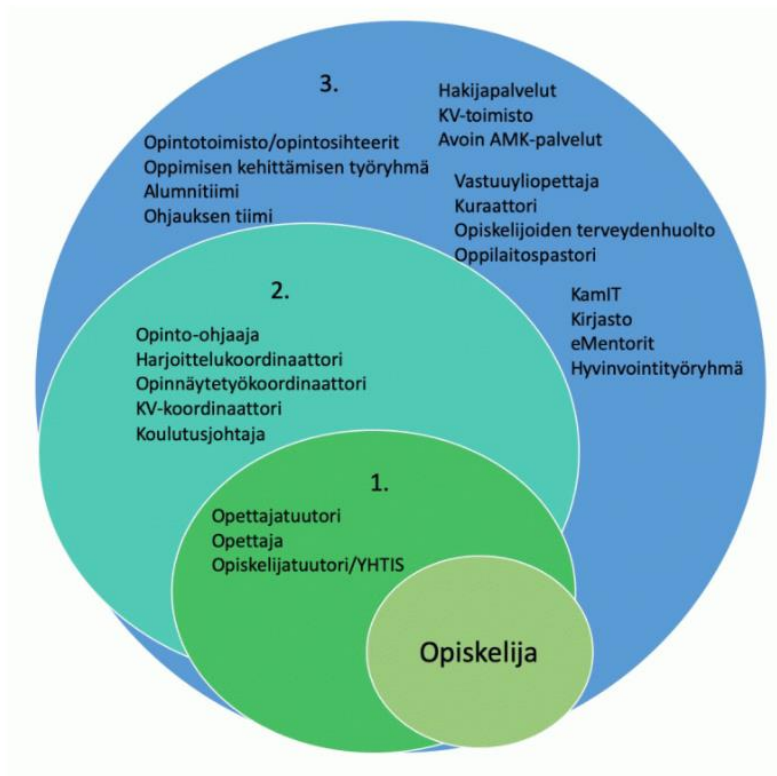 3.
Opintotoimisto/opintosihteerit
Oppimisen kehittämisen työryhmä
Alumnitiimi
Ohjauksen tiimi
Hakijapalvelut
KV-toimisto
Avoin AMK-palvelut
Vastuuyliopettaja
Kuraattori
Opiskelijoiden terveydenhuolto
Oppilaitospastori
KamIT
Kirjasto
eMentorit
Hyvinvointityöryhmä
2.
Opinto-ohjaaja
Harjoittelukoordinaattori
Opinnäytetyökoordinaattori
KV-koordinaattori
Koulutusjohtaja
1.
Opettajatuutori
Opettaja
Opiskelijatuutori/YHTIS
Opiskelija